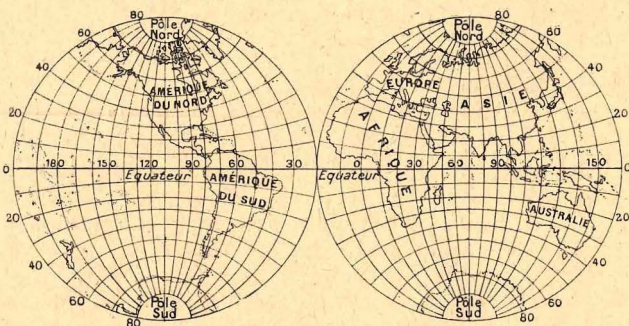 80
Pôle
Nord
60
40
AMÉRIQUE
DU NORD
20
0
180
150
120
90
60
30
Equateur
AMÉRIQUE
DU SUD
20
40
60
Pôle
Sud
80
80
Pôle
Nord
60
EUROPE
ASIE
40
AFRIQUE
20
30
60
90
150
0
Equateur
AUSTRALIE
20
40
60
Pôle
Sud
80